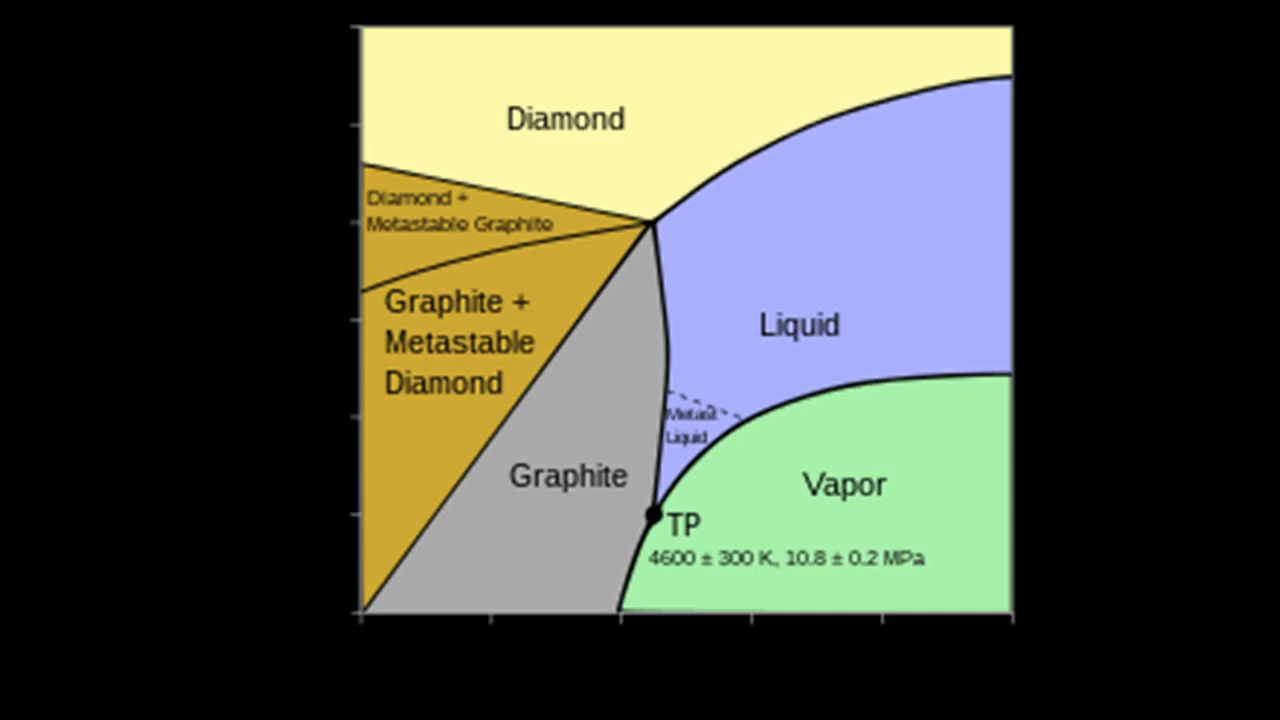 Diamond
Diamond +
Metastable Graphite
Graphite +
Metastable
Diamond
Liquid
Metast
Liquid
Graphite
Vapor
TP
4600 ± 300 K, 10.8 ± 0.2 MPa